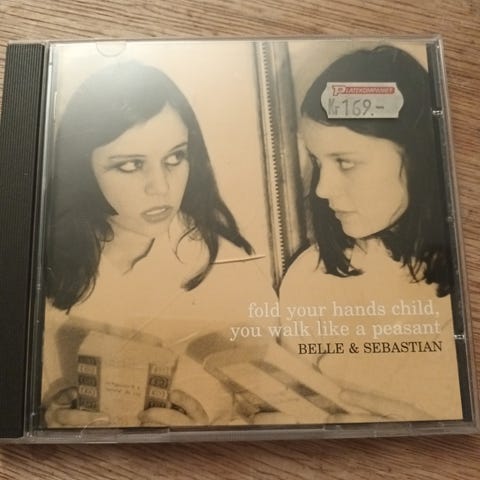 PLATEKOMPANIET
Kr 169.-
fold your hands child,
you walk like a peasant
BELLE & SEBASTIAN